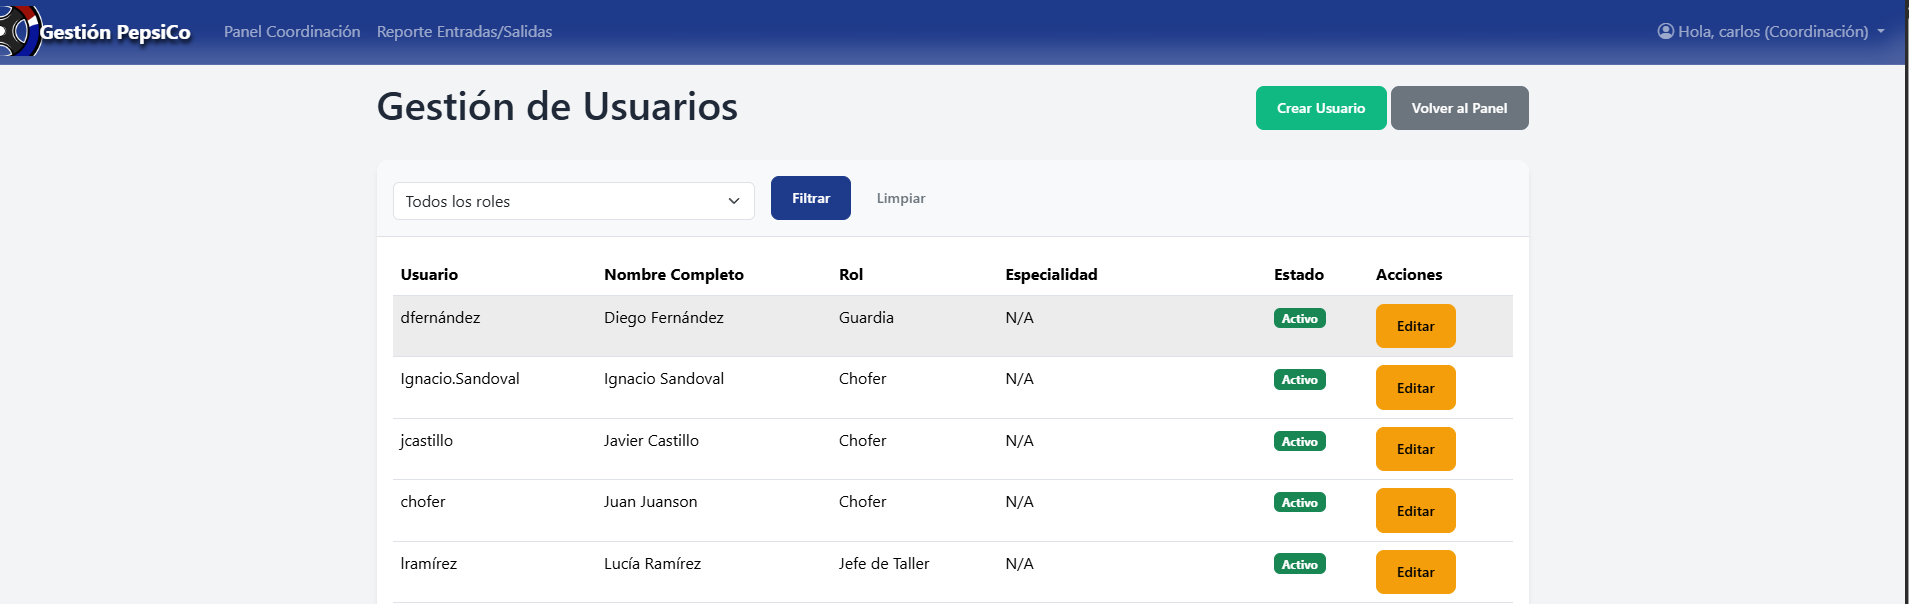 Gestión PepsiCo Panel Coordinación Reporte Entradas/Salidas Hola, carlos (Coordinación)
Gestión de Usuarios Crear Usuario Volver al Panel
Todos los roles Filtrar Limpiar
Usuario Nombre Completo Rol Especialidad Estado Acciones
dfernández Diego Fernández Guardia N/A Activo Editar
Ignacio.Sandoval Ignacio Sandoval Chofer N/A Activo Editar
jcastillo Javier Castillo Chofer N/A Activo Editar
chofer Juan Juanson Chofer N/A Activo Editar
lramírez Lucía Ramírez Jefe de Taller N/A Activo Editar